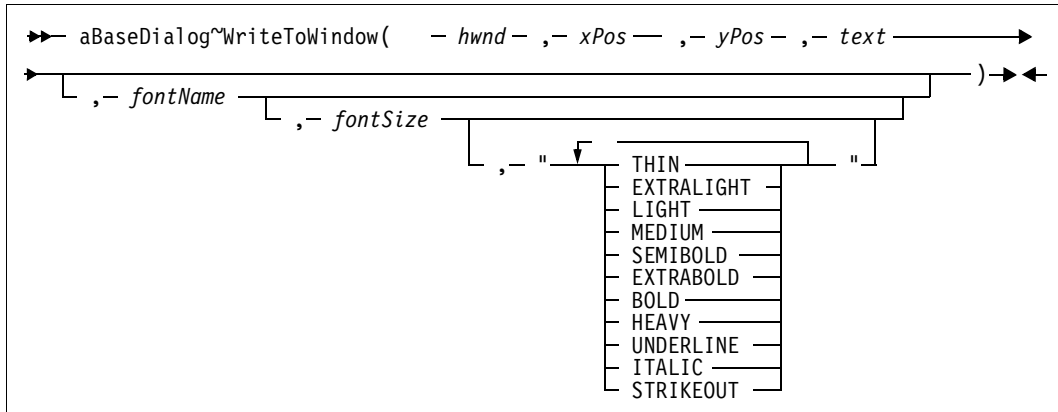 aBaseDialog~WriteToWindow( hwnd , xPos , yPos , text
)
, fontName
, fontSize
, " THIN "
EXTRALIGHT
LIGHT
MEDIUM
SEMIBOLD
EXTRABOLD
BOLD
HEAVY
UNDERLINE
ITALIC
STRIKEOUT